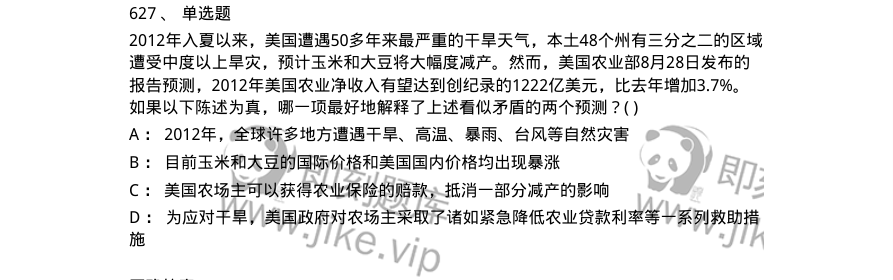 627 、 单选题
2012年入夏以来，美国遭遇50多年来最严重的干旱天气，本土48个州有三分之二的区域
遭受中度以上旱灾，预计玉米和大豆将大幅度减产。然而，美国农业部8月28日发布的
报告预测，2012年美国农业净收入有望达到创纪录的1222亿美元，比去年增加3.7%。
如果以下陈述为真，哪一项最好地解释了上述看似矛盾的两个预测？( )
A ： 2012年，全球许多地方遭遇干旱、高温、暴雨、台风等自然灾害
B ： 目前玉米和大豆的国际价格和美国国内价格均出现暴涨
C ： 美国农场主可以获得农业保险的赔款，抵消一部分减产的影响
D ： 为应对干旱，美国政府对农场主采取了诸如紧急降低农业贷款利率等一系列救助措
施
即刻题库
www.jike.vip
即刻
www.jik